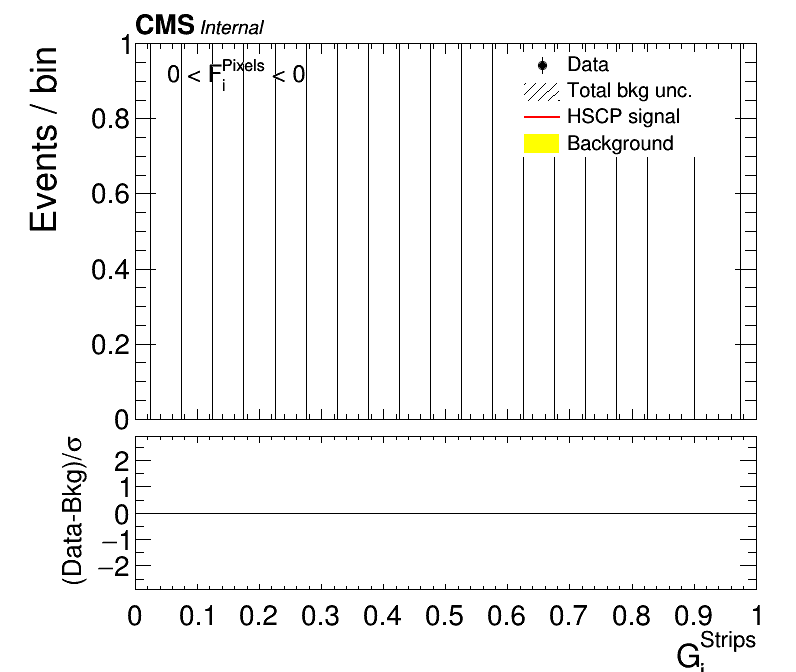 CMS Internal
0 < F_i^Pixels < 0
Data
Total bkg unc.
HSCP signal
Background
Events / bin
1
0.8
0.6
0.4
0.2
0
(Data-Bkg)/σ
2
1
0
−1
−2
0 0.1 0.2 0.3 0.4 0.5 0.6 0.7 0.8 0.9 1
G_i^Strips